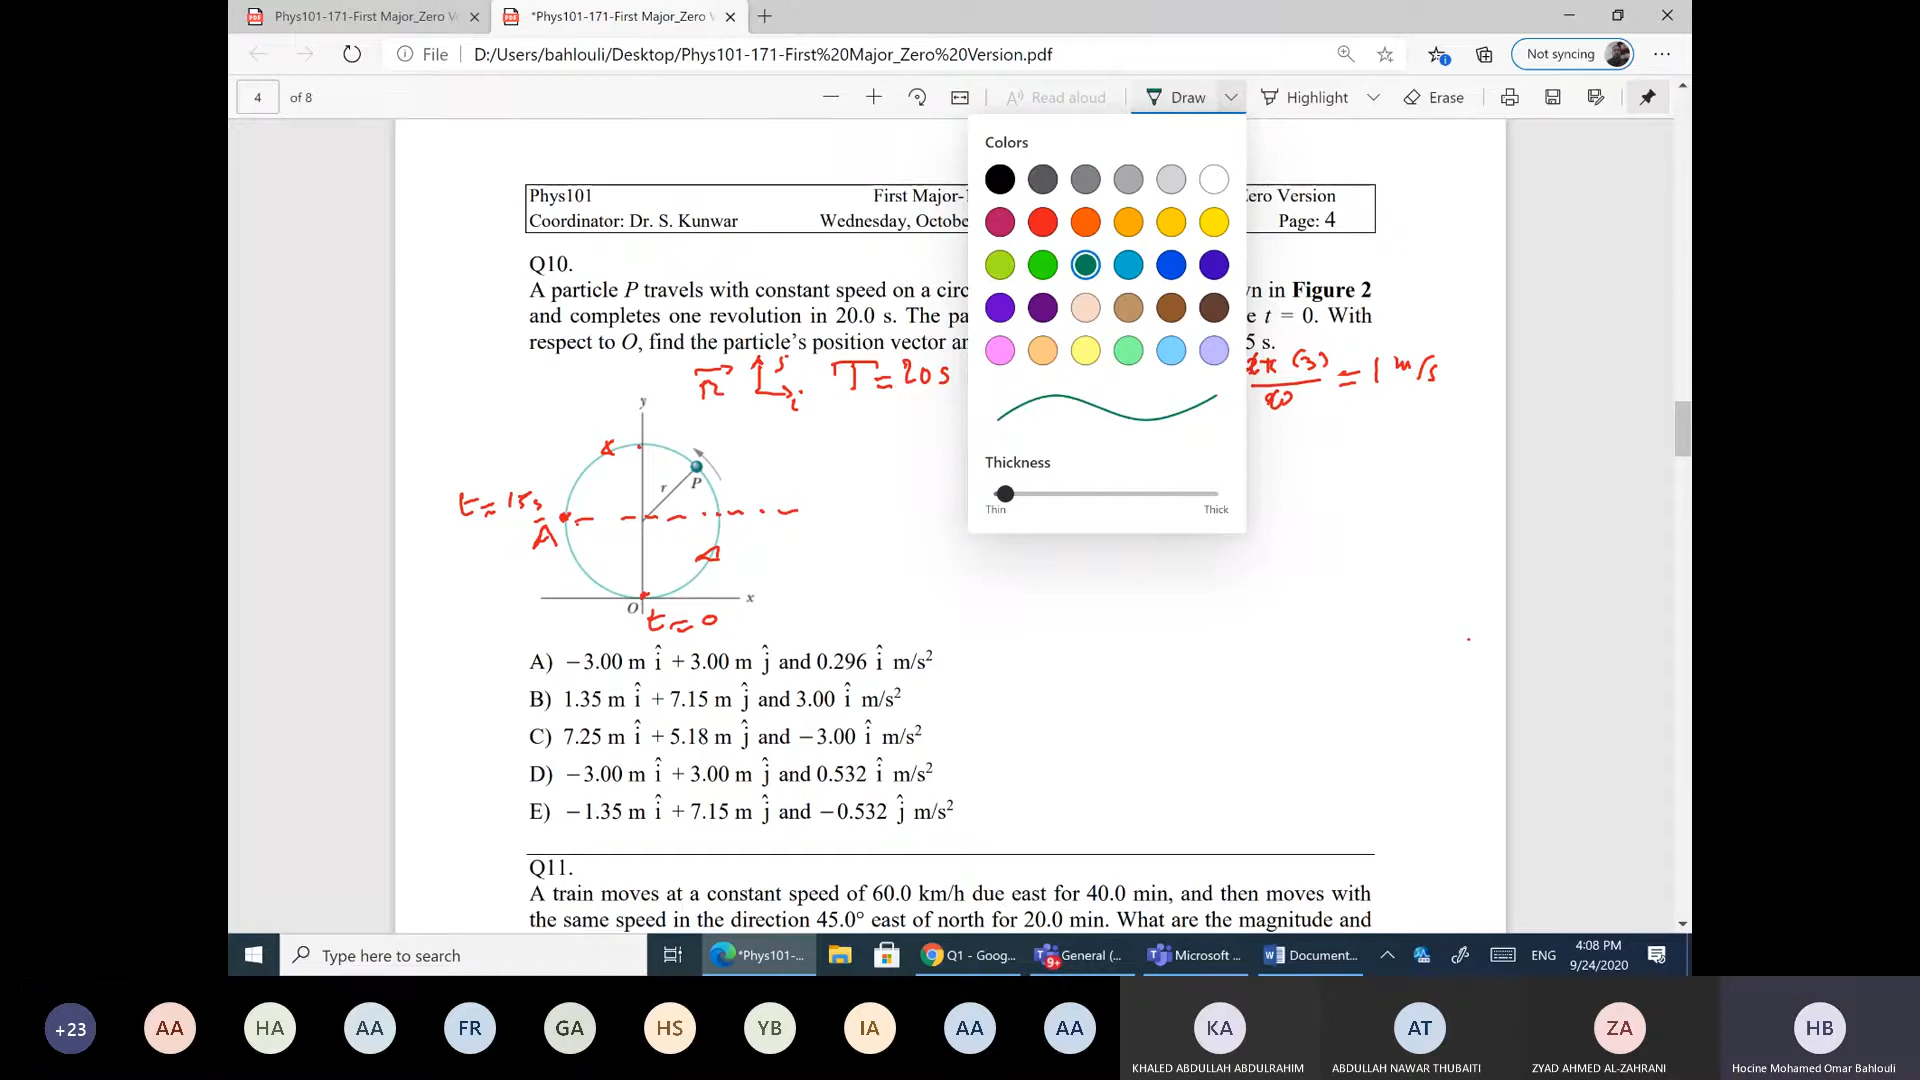 Phys101-171-First Major_Zero V
*Phys101-171-First Major_Zero V
File
D:/Users/bahlouli/Desktop/Phys101-171-First%20Major_Zero%20Version.pdf
Not syncing
4 of 8
Read aloud
Draw
Highlight
Erase
Colors
Thickness
Thin Thick
Phys101 First Major-1 Zero Version
Coordinator: Dr. S. Kunwar Wednesday, Octobe Page: 4
Q10.
A particle P travels with constant speed on a circ n in Figure 2
and completes one revolution in 20.0 s. The pa e t = 0. With
respect to O, find the particle's position vector an 5 s.
T = 20 s
2π (3) / 20 = 1 m/s
y
r
P
t = 15s
A
O
x
t = 0
A) −3.00 m î + 3.00 m ĵ and 0.296 î m/s²
B) 1.35 m î + 7.15 m ĵ and 3.00 î m/s²
C) 7.25 m î + 5.18 m ĵ and −3.00 î m/s²
D) −3.00 m î + 3.00 m ĵ and 0.532 î m/s²
E) −1.35 m î + 7.15 m ĵ and −0.532 ĵ m/s²
Q11.
A train moves at a constant speed of 60.0 km/h due east for 40.0 min, and then moves with
the same speed in the direction 45.0° east of north for 20.0 min. What are the magnitude and
Type here to search
*Phys101-...
Q1 - Goog...
9+
General (...
Microsoft ...
Document...
ENG
4:08 PM
9/24/2020
+23
AA
HA
AA
FR
GA
HS
YB
IA
AA
AA
KA
AT
ZA
HB
KHALED ABDULLAH ABDULRAHIM
ABDULLAH NAWAR THUBAITI
ZYAD AHMED AL-ZAHRANI
Hocine Mohamed Omar Bahlouli